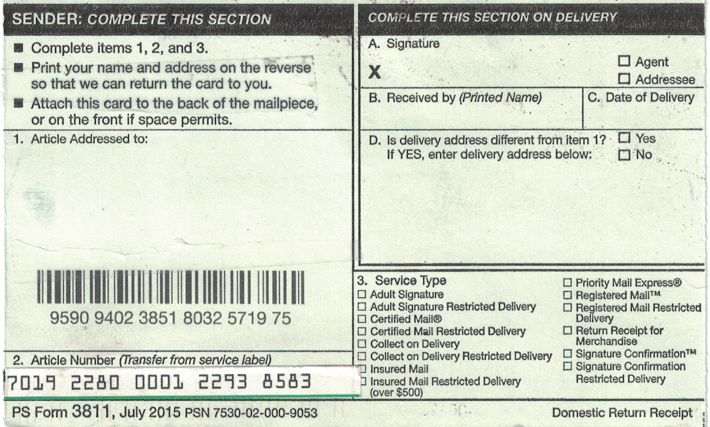 SENDER: COMPLETE THIS SECTION
■ Complete items 1, 2, and 3.
■ Print your name and address on the reverse
so that we can return the card to you.
■ Attach this card to the back of the mailpiece,
or on the front if space permits.
1. Article Addressed to:
9590 9402 3851 8032 5719 75
2. Article Number (Transfer from service label)
7019 2280 0001 2293 8583
COMPLETE THIS SECTION ON DELIVERY
A. Signature
X
☐ Agent
☐ Addressee
B. Received by (Printed Name)
C. Date of Delivery
D. Is delivery address different from item 1? ☐ Yes
If YES, enter delivery address below: ☐ No
3. Service Type
☐ Adult Signature
☐ Adult Signature Restricted Delivery
☐ Certified Mail®
☐ Certified Mail Restricted Delivery
☐ Collect on Delivery
☐ Collect on Delivery Restricted Delivery
☐ Insured Mail
☐ Insured Mail Restricted Delivery
(over $500)
☐ Priority Mail Express®
☐ Registered Mail™
☐ Registered Mail Restricted
Delivery
☐ Return Receipt for
Merchandise
☐ Signature Confirmation™
☐ Signature Confirmation
Restricted Delivery
PS Form 3811, July 2015 PSN 7530-02-000-9053
Domestic Return Receipt